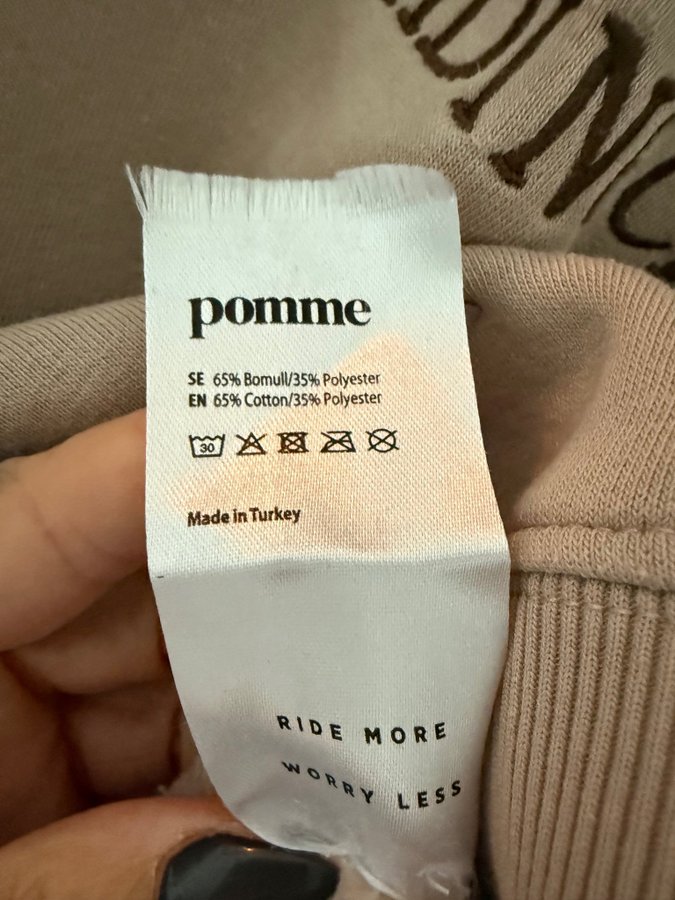 DING
pomme
SE 65% Bomull/35% Polyester
EN 65% Cotton/35% Polyester
30
Made in Turkey
RIDE MORE
WORRY LESS